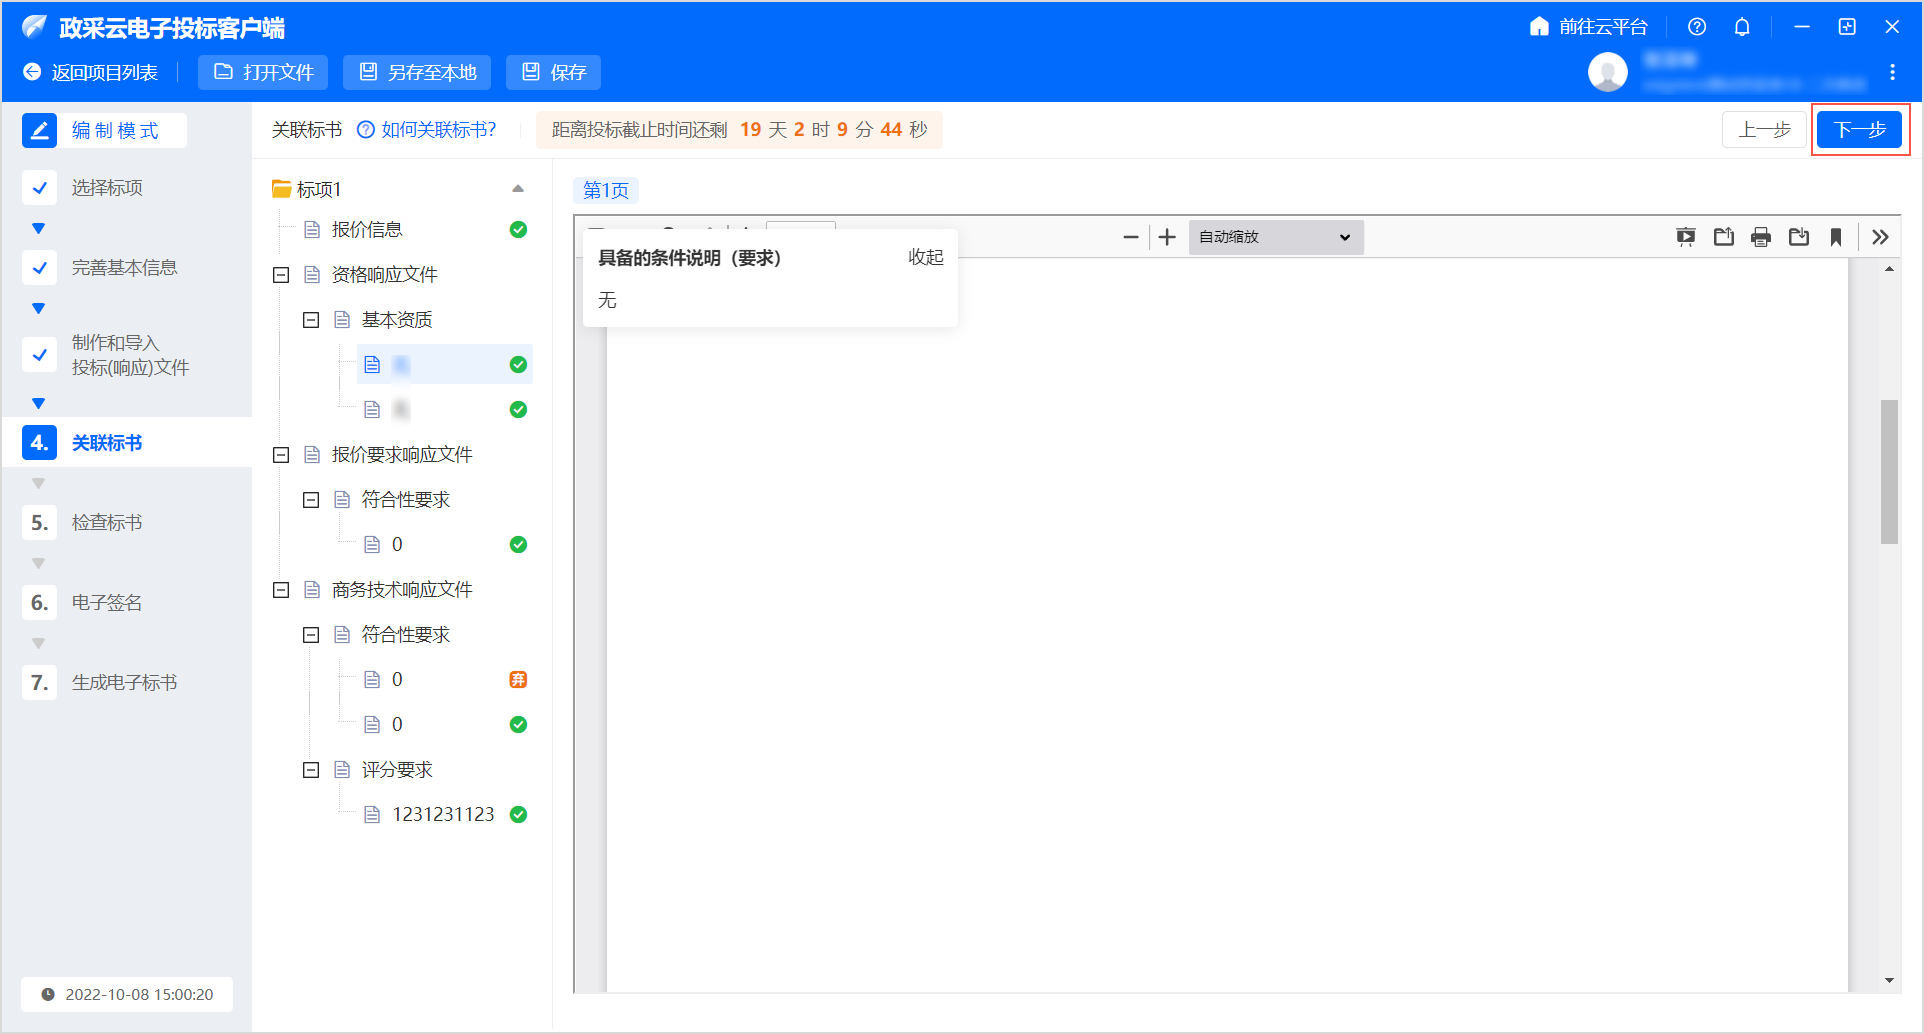 政采云电子投标客户端
前往云平台
返回项目列表
打开文件
另存至本地
保存
编制模式
关联标书
如何关联标书?
距离投标截止时间还剩 19 天 2 时 9 分 44 秒
上一步
下一步
选择标项
完善基本信息
制作和导入
投标(响应)文件
4. 关联标书
5. 检查标书
6. 电子签名
7. 生成电子标书
2022-10-08 15:00:20
标项1
报价信息
资格响应文件
基本资质
报价要求响应文件
符合性要求
0
商务技术响应文件
符合性要求
0
弃
0
评分要求
1231231123
第1页
自动缩放
具备的条件说明（要求）
收起
无